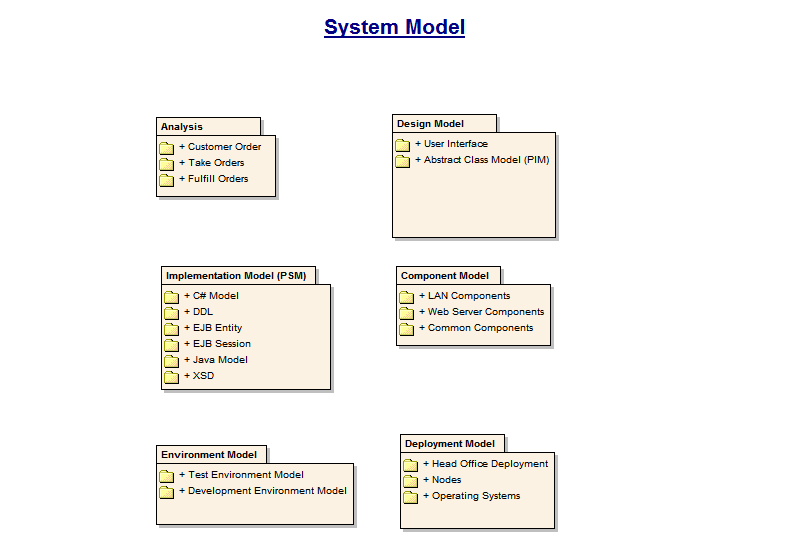 System Model
Analysis
+ Customer Order
+ Take Orders
+ Fulfill Orders
Design Model
+ User Interface
+ Abstract Class Model (PIM)
Implementation Model (PSM)
+ C# Model
+ DDL
+ EJB Entity
+ EJB Session
+ Java Model
+ XSD
Component Model
+ LAN Components
+ Web Server Components
+ Common Components
Environment Model
+ Test Environment Model
+ Development Environment Model
Deployment Model
+ Head Office Deployment
+ Nodes
+ Operating Systems